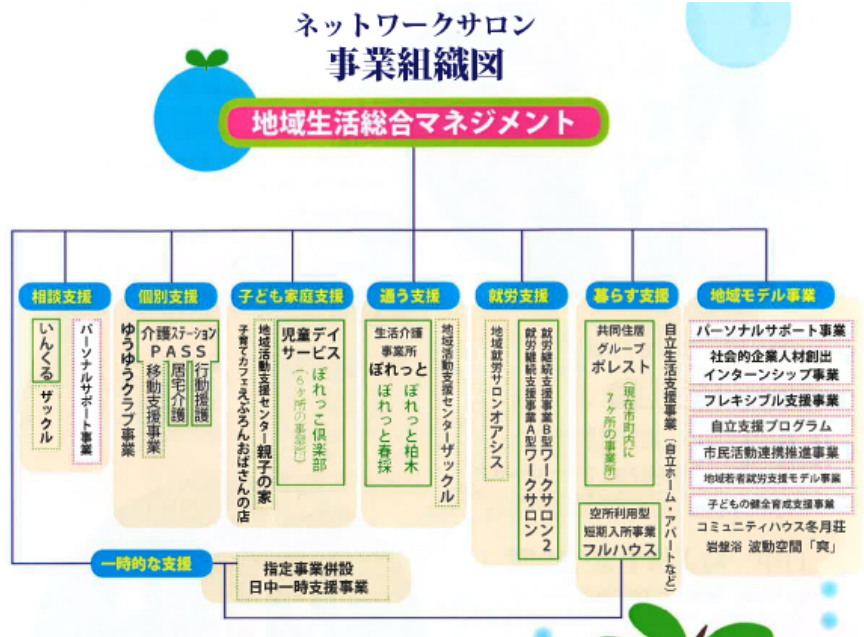 ネットワークサロン
事業組織図
地域生活総合マネジメント
相談支援
いんくる
ザックル
パーソナルサポート事業
個別支援
ゆうゆうクラブ事業
介護ステーション
PASS
移動支援事業
居宅介護
行動援護
子ども家庭支援
子育てカフェえぷろんおばさんの店
地域活動支援センター親子の家
児童デイ
サービス
ぽれっこ倶楽部
(6ヶ所の事業所)
通う支援
生活介護
事業所
ぽれっと
ぽれっと柏木
ぽれっと春採
地域活動支援センターザックル
就労支援
地域就労サロンオアシス
就労継続支援事業A型ワークサロン
就労継続支援事業B型ワークサロン2
暮らす支援
共同住居
グループ
ポレスト
(現在市町内に
7ヶ所の事業所)
空所利用型
短期入所事業
フルハウス
自立生活支援事業(自立ホーム・アパートなど)
地域モデル事業
パーソナルサポート事業
社会的企業人材創出
インターンシップ事業
フレキシブル支援事業
自立支援プログラム
市民活動連携推進事業
地域若者就労支援モデル事業
子どもの健全育成支援事業
コミュニティハウス冬月荘
岩盤浴 波動空間「爽」
一時的な支援
指定事業併設
日中一時支援事業